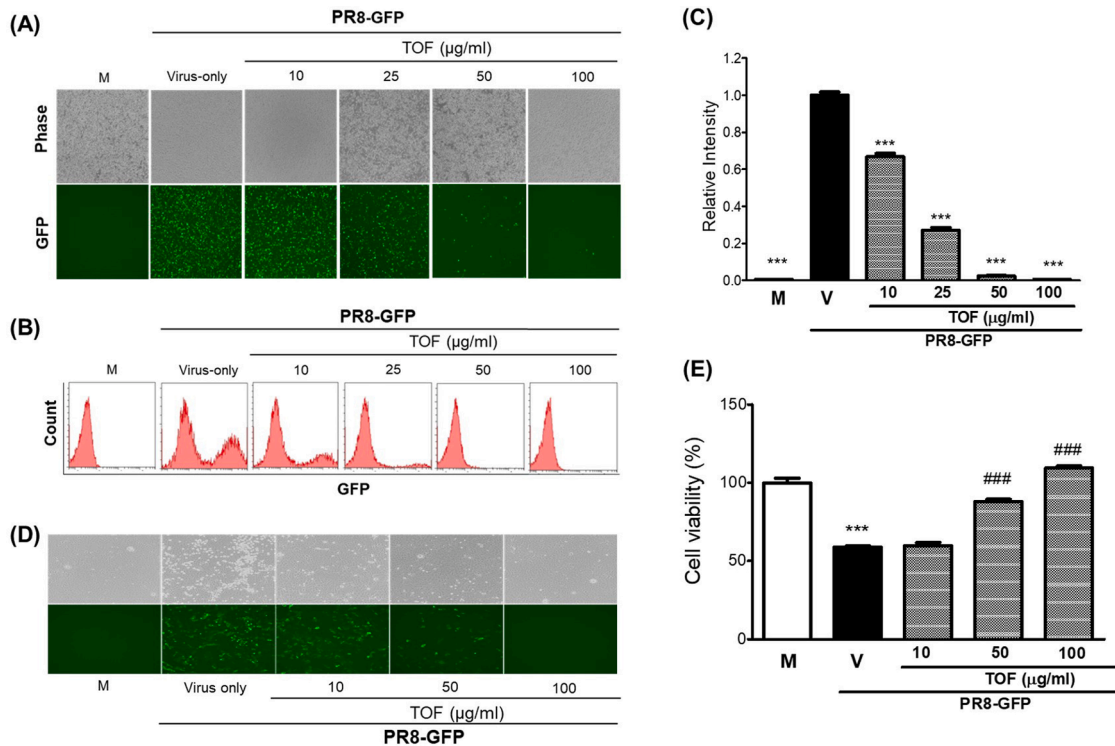 (A)
PR8-GFP
TOF (µg/ml)
M Virus-only 10 25 50 100
Phase
GFP
(B)
PR8-GFP
TOF (µg/ml)
M Virus-only 10 25 50 100
Count
GFP
(D)
M Virus only 10 50 100
TOF (µg/ml)
PR8-GFP
(C)
Relative Intensity
1.2
1.0
0.8
0.6
0.4
0.2
0.0
*** *** *** *** ***
M V 10 25 50 100
TOF (µg/ml)
PR8-GFP
(E)
Cell viability (%)
150
100
50
0
*** ### ###
M V 10 50 100
TOF (µg/ml)
PR8-GFP